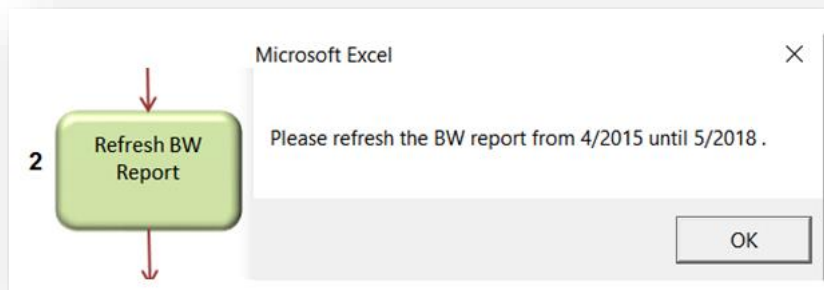 Microsoft Excel
Please refresh the BW report from 4/2015 until 5/2018 .
OK
2
Refresh BW
Report